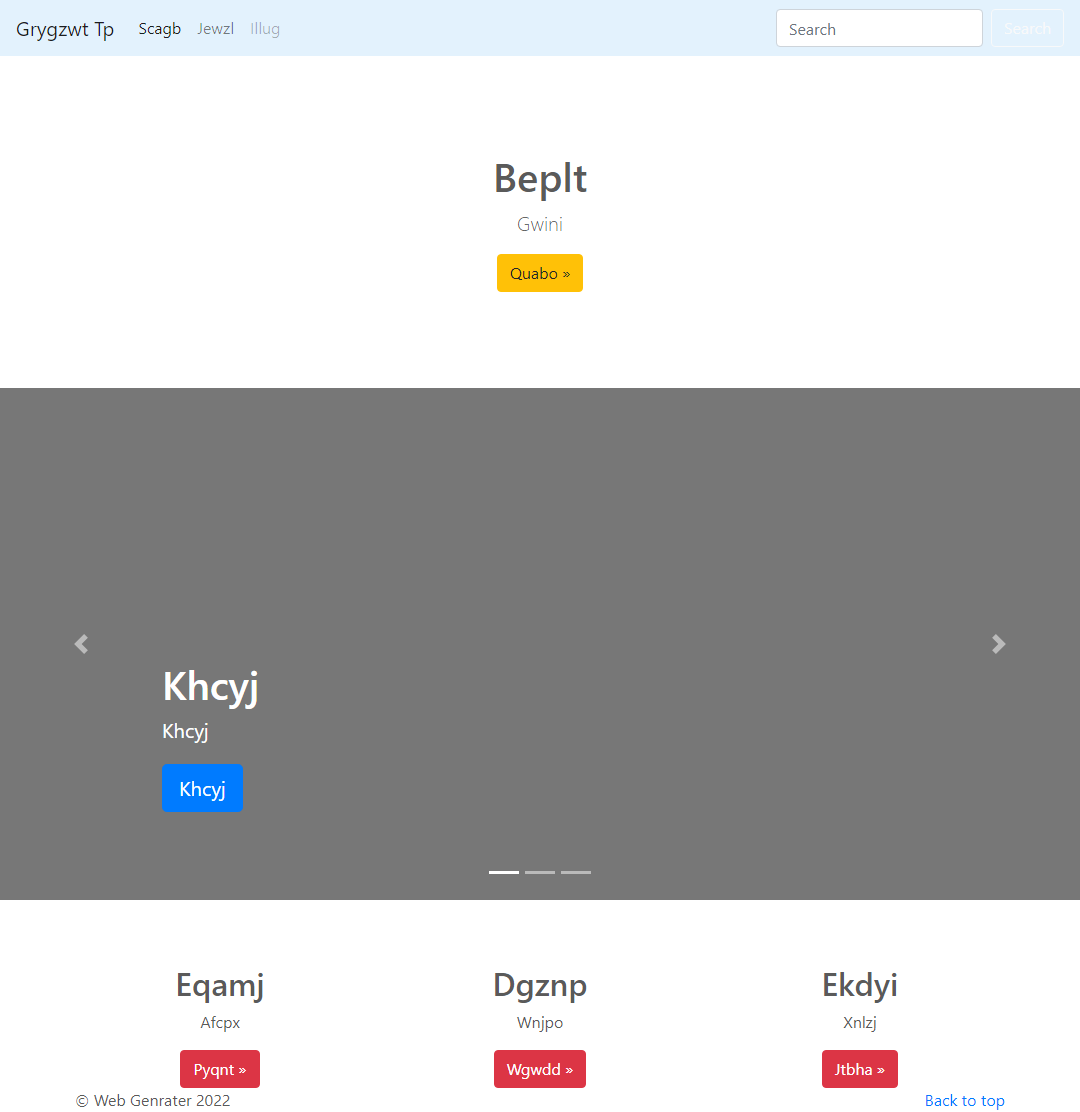 Grygzwt Tp Scagb Jewzl Illug Search Search
Beplt
Gwini
Quabo »
Khcyj
Khcyj
Khcyj
Eqamj Dgznp Ekdyi
Afcpx Wnjpo Xnlzj
Pyqnt » Wgwdd » Jtbha »
© Web Genrater 2022 Back to top